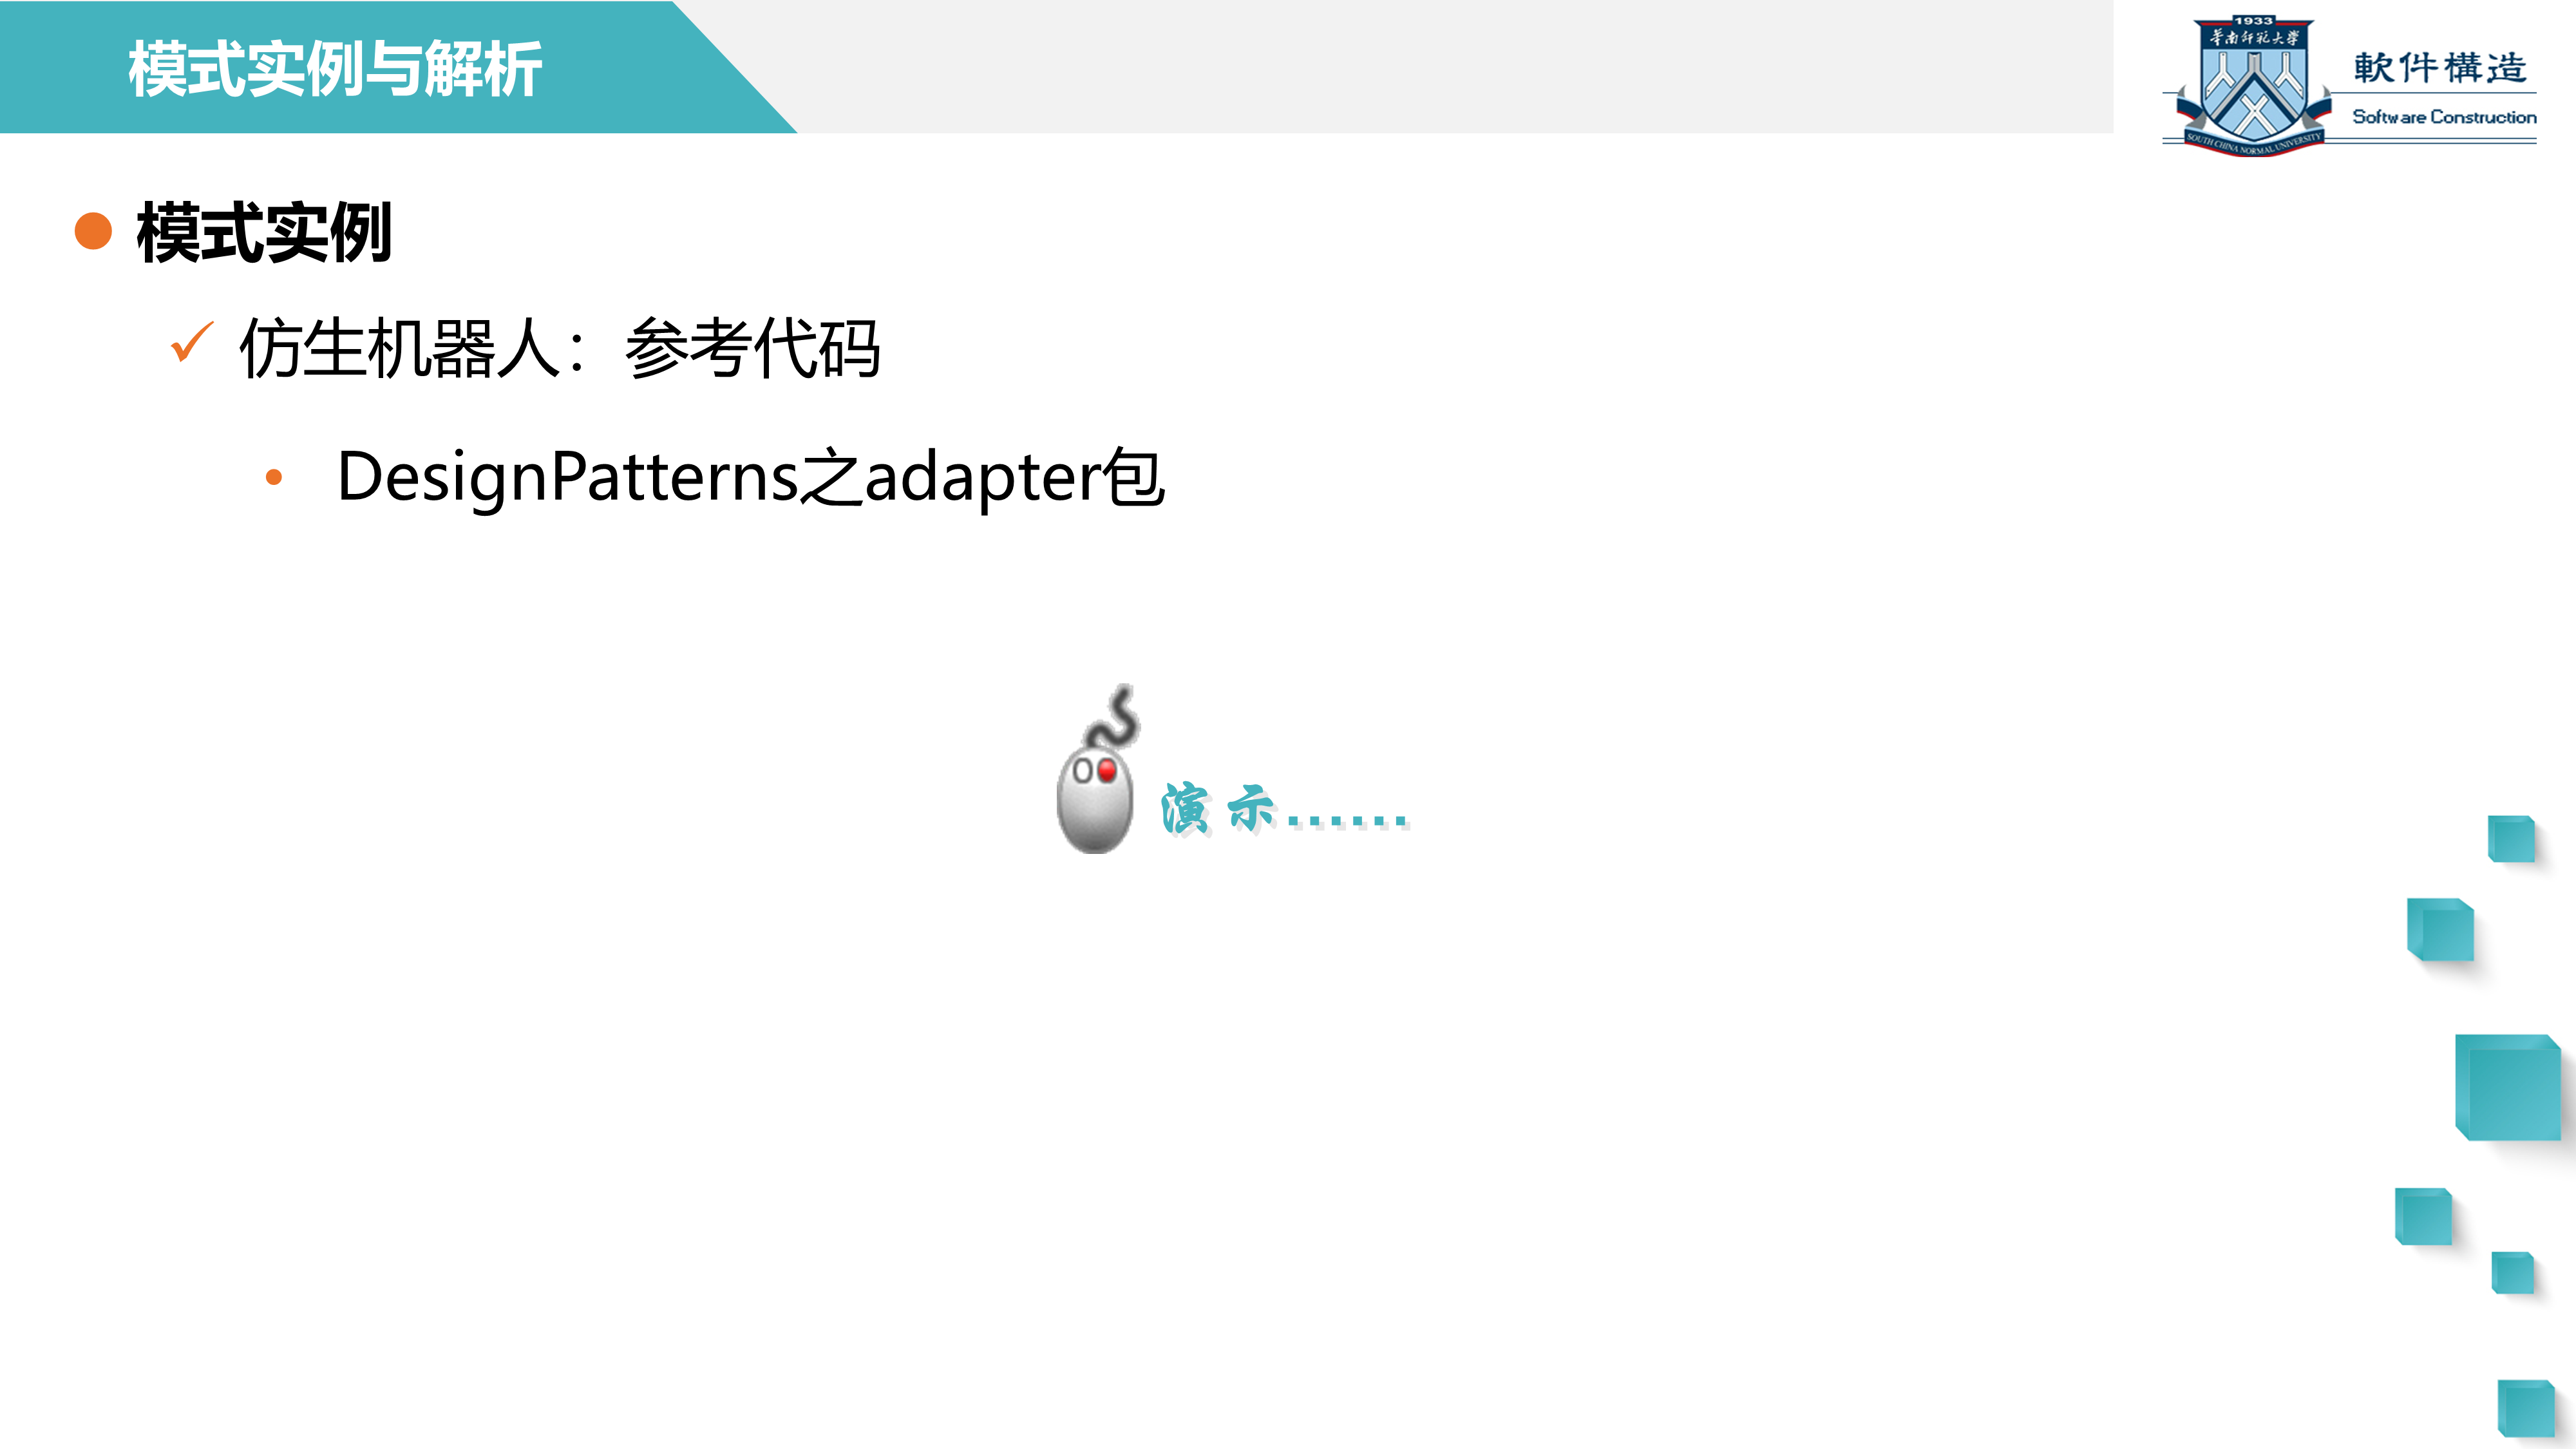 模式实例与解析
1933
华南师范大学
SOUTH CHINA NORMAL UNIVERSITY
軟件構造
Software Construction
模式实例
仿生机器人：参考代码
DesignPatterns之adapter包
演示......